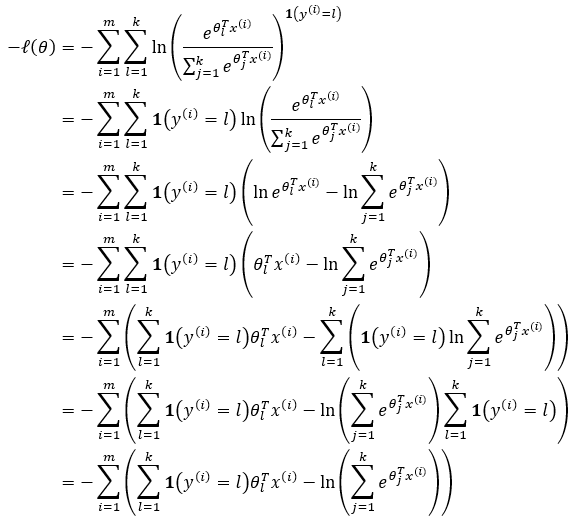 −ℓ(θ) = −∑_{i=1}^{m} ∑_{l=1}^{k} ln (e^{θ_l^T x^{(i)}} / ∑_{j=1}^{k} e^{θ_j^T x^{(i)}})^{𝟏(y^{(i)}=l)}
= −∑_{i=1}^{m} ∑_{l=1}^{k} 𝟏(y^{(i)} = l) ln (e^{θ_l^T x^{(i)}} / ∑_{j=1}^{k} e^{θ_j^T x^{(i)}})
= −∑_{i=1}^{m} ∑_{l=1}^{k} 𝟏(y^{(i)} = l) (ln e^{θ_l^T x^{(i)}} − ln ∑_{j=1}^{k} e^{θ_j^T x^{(i)}})
= −∑_{i=1}^{m} ∑_{l=1}^{k} 𝟏(y^{(i)} = l) (θ_l^T x^{(i)} − ln ∑_{j=1}^{k} e^{θ_j^T x^{(i)}})
= −∑_{i=1}^{m} (∑_{l=1}^{k} 𝟏(y^{(i)} = l)θ_l^T x^{(i)} − ∑_{l=1}^{k} (𝟏(y^{(i)} = l) ln ∑_{j=1}^{k} e^{θ_j^T x^{(i)}}))
= −∑_{i=1}^{m} (∑_{l=1}^{k} 𝟏(y^{(i)} = l)θ_l^T x^{(i)} − ln (∑_{j=1}^{k} e^{θ_j^T x^{(i)}}) ∑_{l=1}^{k} 𝟏(y^{(i)} = l))
= −∑_{i=1}^{m} (∑_{l=1}^{k} 𝟏(y^{(i)} = l)θ_l^T x^{(i)} − ln (∑_{j=1}^{k} e^{θ_j^T x^{(i)}}))